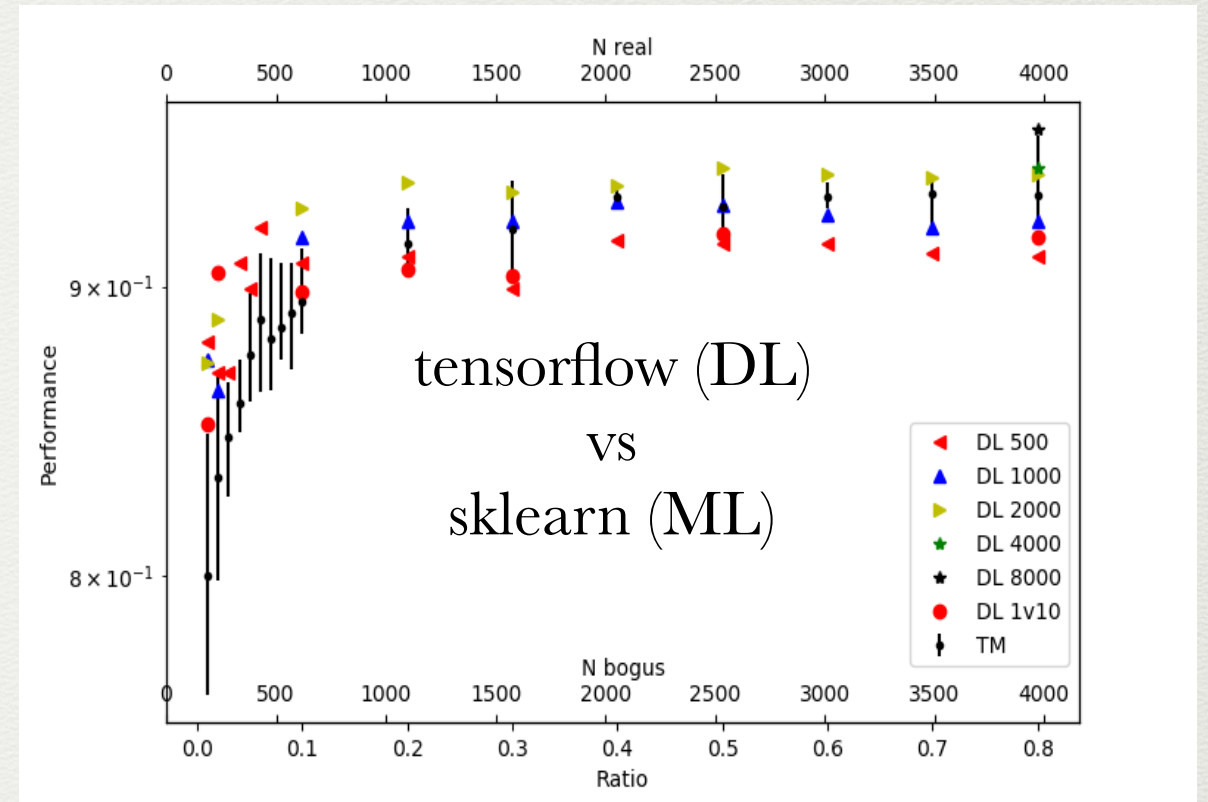 N real
0 500 1000 1500 2000 2500 3000 3500 4000
9 × 10⁻¹
8 × 10⁻¹
Performance
tensorflow (DL)
vs
sklearn (ML)
DL 500
DL 1000
DL 2000
DL 4000
DL 8000
DL 1v10
TM
N bogus
0 500 1000 1500 2000 2500 3000 3500 4000
0.0 0.1 0.2 0.3 0.4 0.5 0.6 0.7 0.8
Ratio